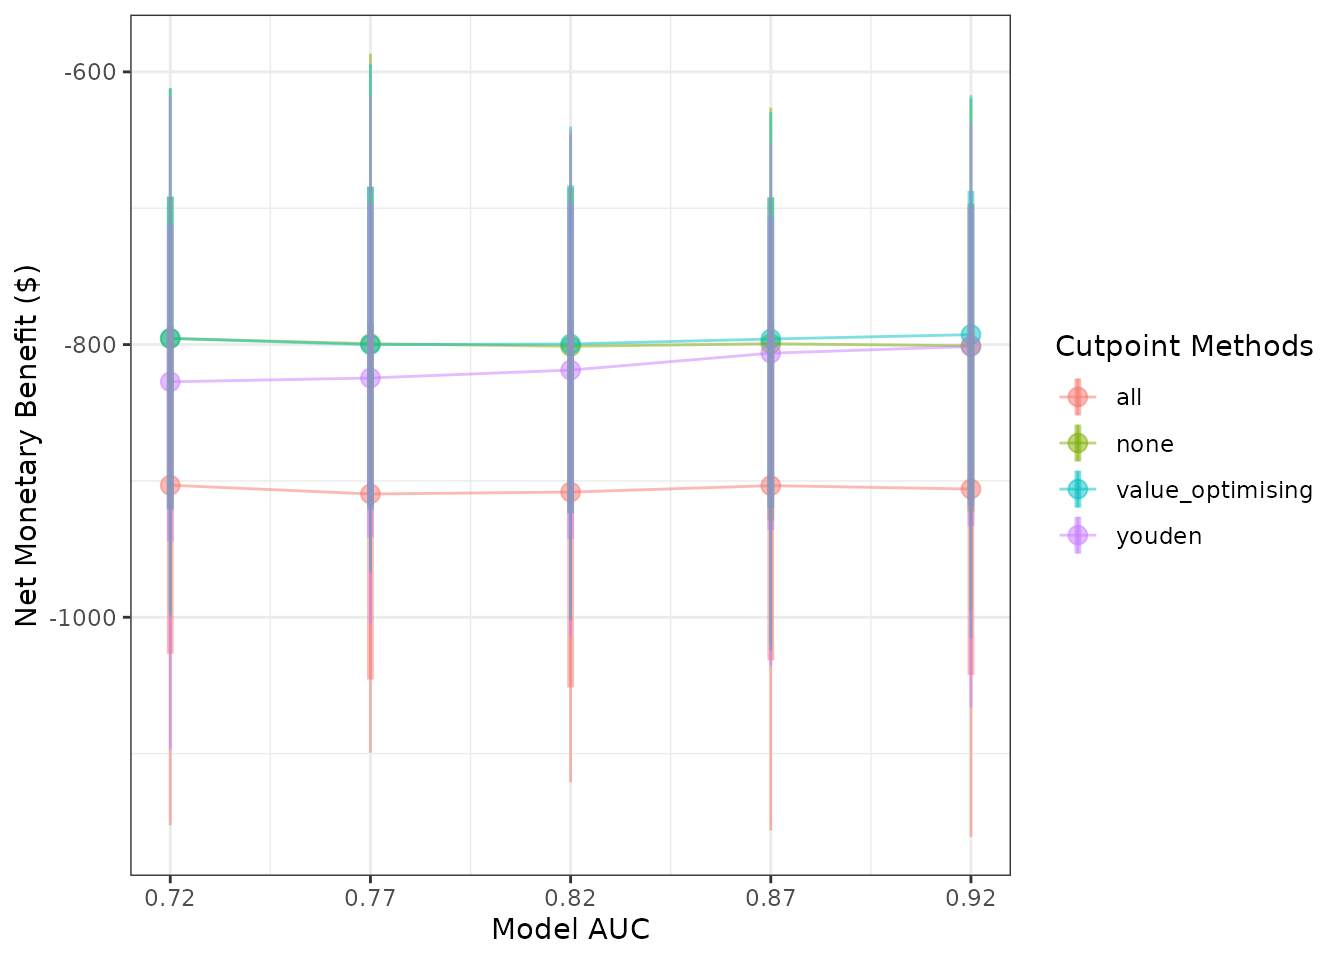 Net Monetary Benefit ($)
-600
-800
-1000
0.72 0.77 0.82 0.87 0.92
Model AUC
Cutpoint Methods
all
none
value_optimising
youden